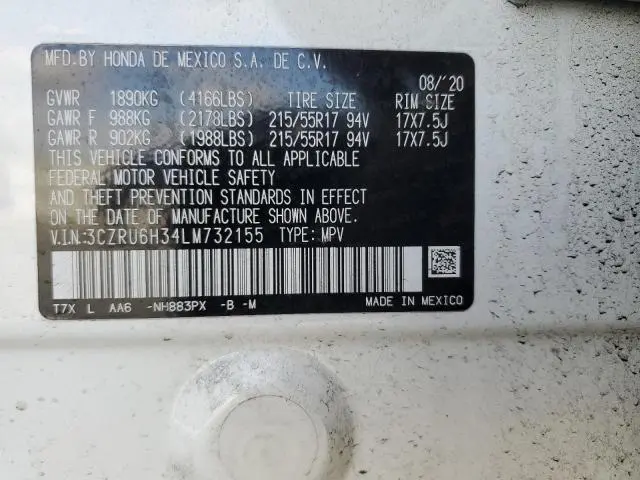 MFD.BY HONDA DE MEXICO S.A. DE C.V.
08/'20
GVWR 1890KG (4166LBS) TIRE SIZE RIM SIZE
GAWR F 988KG (2178LBS) 215/55R17 94V 17X7.5J
GAWR R 902KG (1988LBS) 215/55R17 94V 17X7.5J
THIS VEHICLE CONFORMS TO ALL APPLICABLE
FEDERAL MOTOR VEHICLE SAFETY
AND THEFT PREVENTION STANDARDS IN EFFECT
ON THE DATE OF MANUFACTURE SHOWN ABOVE.
V.I.N.:3CZRU6H34LM732155 TYPE: MPV
T7X L AA6 -NH883PX -B -M MADE IN MEXICO